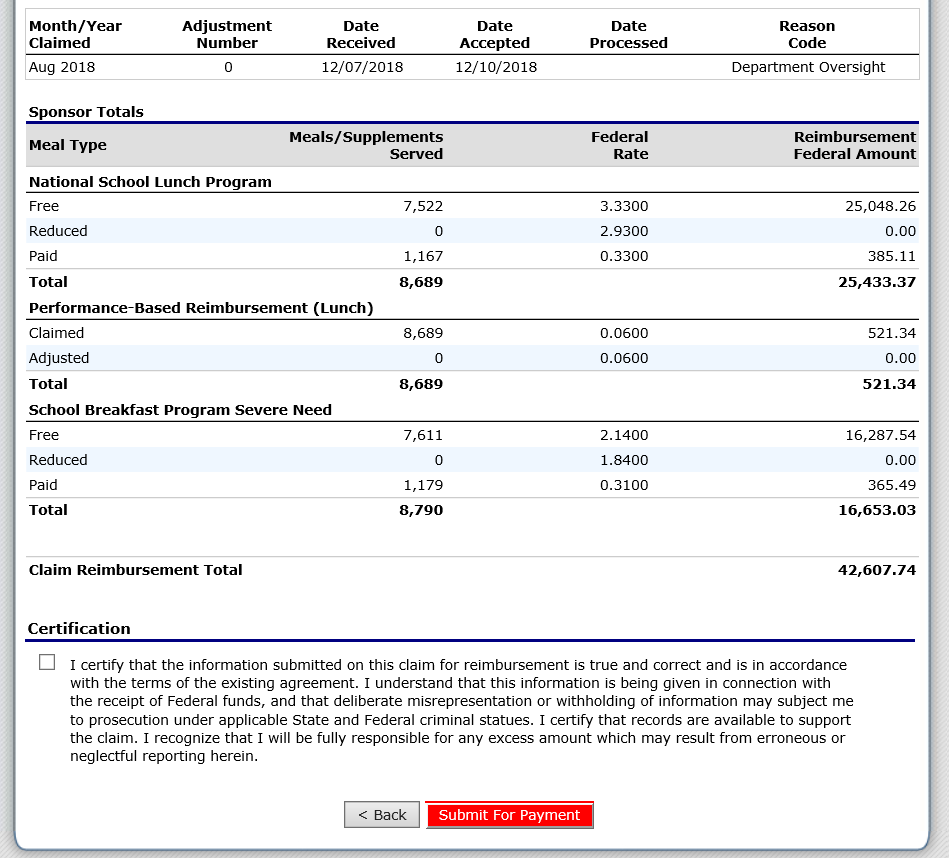 Month/Year Claimed Adjustment Number Date Received Date Accepted Date Processed Reason Code
Aug 2018 0 12/07/2018 12/10/2018 Department Oversight
Sponsor Totals
Meal Type Meals/Supplements Served Federal Rate Reimbursement Federal Amount
National School Lunch Program
Free 7,522 3.3300 25,048.26
Reduced 0 2.9300 0.00
Paid 1,167 0.3300 385.11
Total 8,689 25,433.37
Performance-Based Reimbursement (Lunch)
Claimed 8,689 0.0600 521.34
Adjusted 0 0.0600 0.00
Total 8,689 521.34
School Breakfast Program Severe Need
Free 7,611 2.1400 16,287.54
Reduced 0 1.8400 0.00
Paid 1,179 0.3100 365.49
Total 8,790 16,653.03
Claim Reimbursement Total 42,607.74
Certification
I certify that the information submitted on this claim for reimbursement is true and correct and is in accordance
with the terms of the existing agreement. I understand that this information is being given in connection with
the receipt of Federal funds, and that deliberate misrepresentation or withholding of information may subject me
to prosecution under applicable State and Federal criminal statues. I certify that records are available to support
the claim. I recognize that I will be fully responsible for any excess amount which may result from erroneous or
neglectful reporting herein.
< Back Submit For Payment